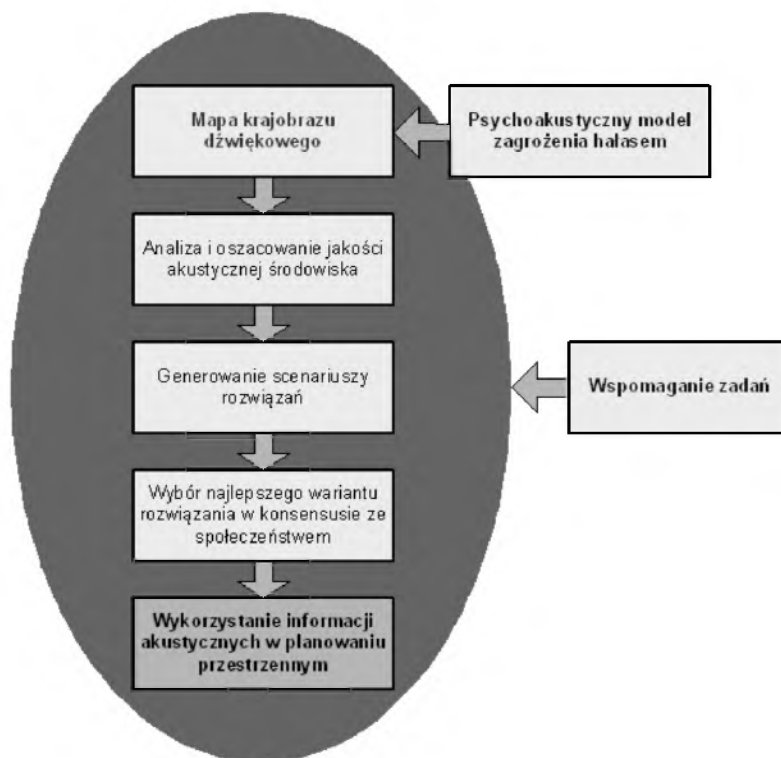 Mapa krajobrazu
dźwiękowego
Psychoakustyczny model
zagrożenia hałasem
Analiza i oszacowanie jakości
akustycznej środowiska
Generowanie scenariuszy
rozwiązań
Wspomaganie zadań
Wybór najlepszego wariantu
rozwiązania w konsensusie ze
społeczeństwem
Wykorzystanie informacji
akustycznych w planowaniu
przestrzennym